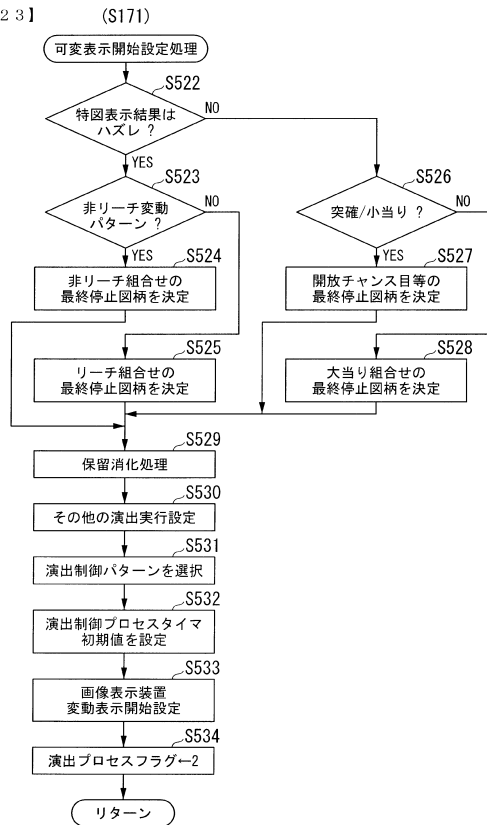 ２３】
(S171)
可変表示開始設定処理
S522
特図表示結果は
ハズレ ?
NO
YES
S523
非リーチ変動
パターン ?
NO
YES
S526
突確/小当り ?
NO
YES
S524
非リーチ組合せの
最終停止図柄を決定
S527
開放チャンス目等の
最終停止図柄を決定
S525
リーチ組合せの
最終停止図柄を決定
S528
大当り組合せの
最終停止図柄を決定
S529
保留消化処理
S530
その他の演出実行設定
S531
演出制御パターンを選択
S532
演出制御プロセスタイマ
初期値を設定
S533
画像表示装置
変動表示開始設定
S534
演出プロセスフラグ←2
リターン